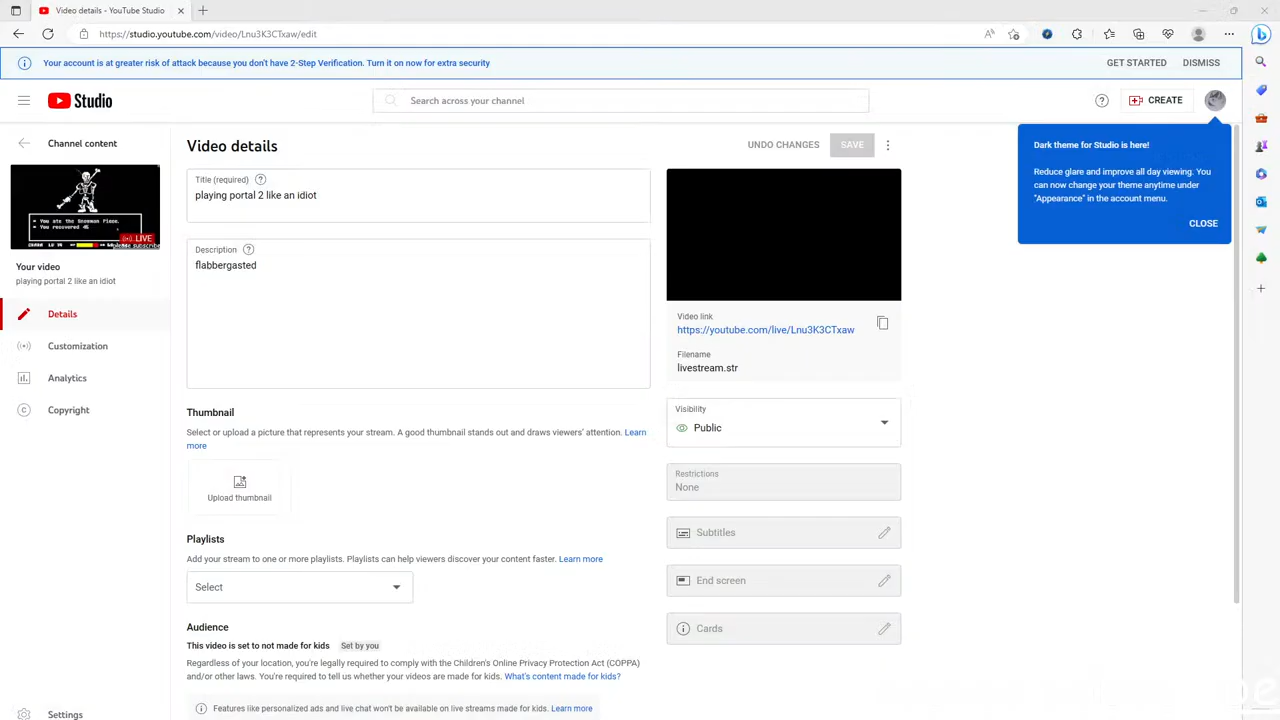 Video details - YouTube Studio
https://studio.youtube.com/video/Lnu3K3CTxaw/edit
Your account is at greater risk of attack because you don't have 2-Step Verification. Turn it on now for extra security
GET STARTED
DISMISS
Studio
Search across your channel
CREATE
Channel content
Video details
UNDO CHANGES
SAVE
Dark theme for Studio is here!
Reduce glare and improve all day viewing. You
can now change your theme anytime under
"Appearance" in the account menu.
CLOSE
Title (required)
playing portal 2 like an idiot
Description
flabbergasted
* You ate the Snowman Piece.
* You recovered 45
LIVE
please subscribe
Your video
playing portal 2 like an idiot
Details
Customization
Analytics
Copyright
Video link
https://youtube.com/live/Lnu3K3CTxaw
Filename
livestream.str
Visibility
Public
Restrictions
None
Subtitles
End screen
Cards
Thumbnail
Select or upload a picture that represents your stream. A good thumbnail stands out and draws viewers' attention. Learn
more
Upload thumbnail
Playlists
Add your stream to one or more playlists. Playlists can help viewers discover your content faster. Learn more
Select
Audience
This video is set to not made for kids
Set by you
Regardless of your location, you're legally required to comply with the Children's Online Privacy Protection Act (COPPA)
and/or other laws. You're required to tell us whether your videos are made for kids. What's content made for kids?
Features like personalized ads and live chat won't be available on live streams made for kids. Learn more
Settings